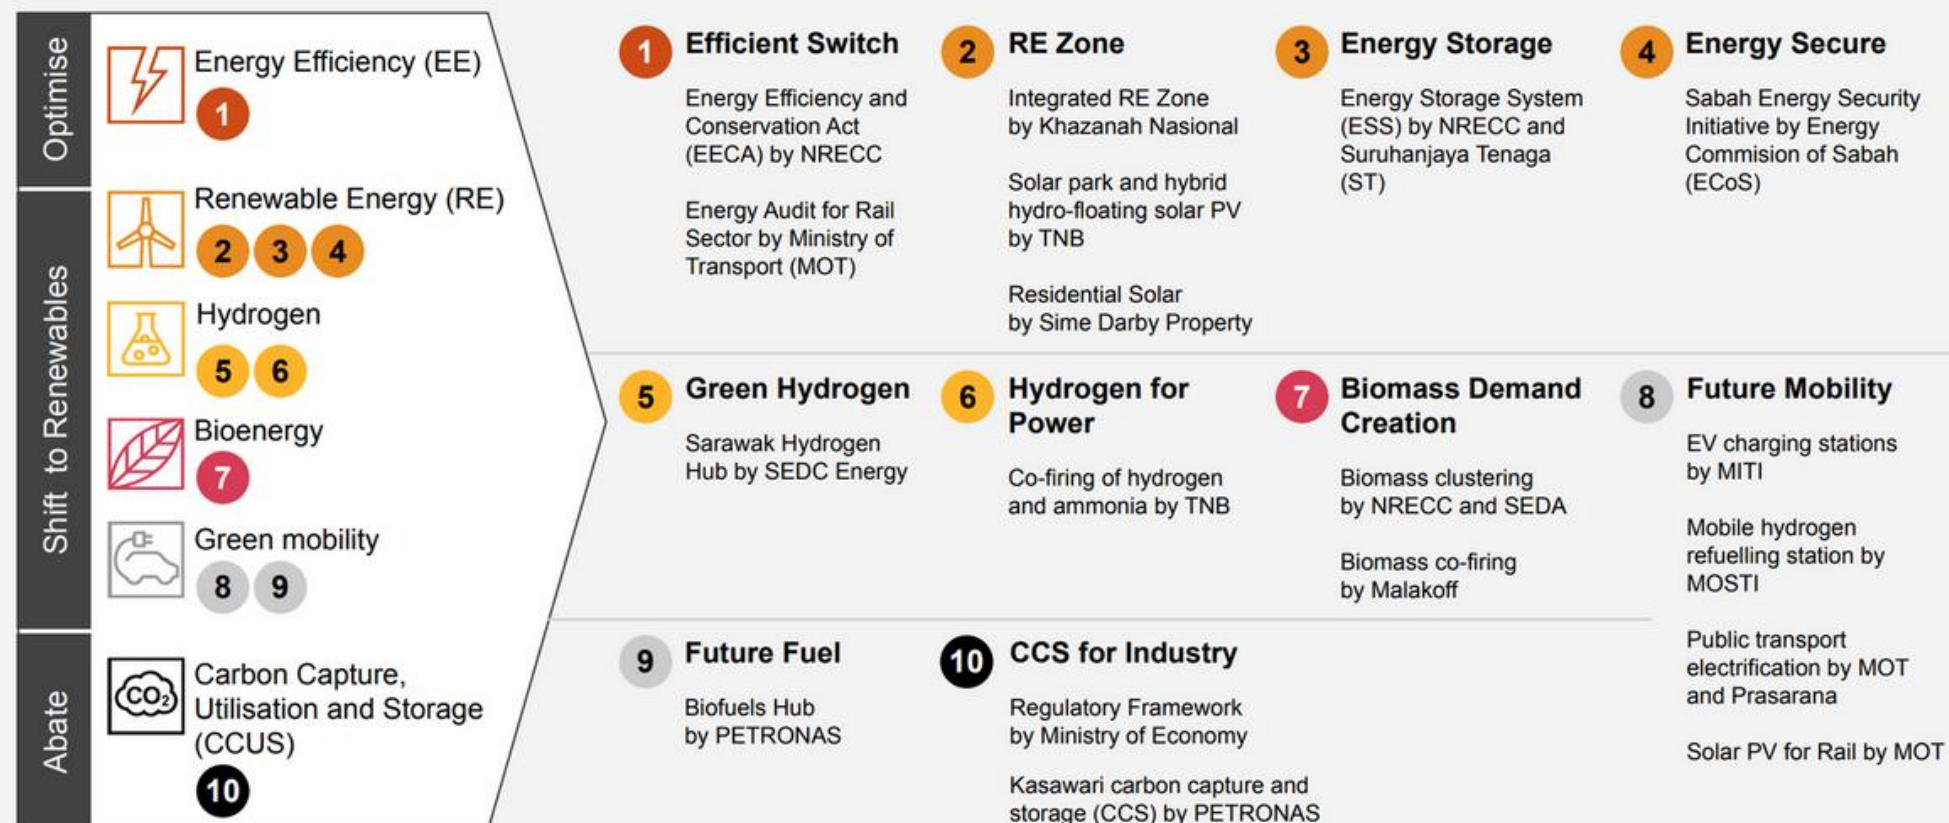 Optimise
Energy Efficiency (EE)
1
Shift to Renewables
Renewable Energy (RE)
2 3 4
Hydrogen
5 6
Bioenergy
7
Green mobility
8 9
Abate
Carbon Capture,
Utilisation and Storage
(CCUS)
10
1 Efficient Switch
Energy Efficiency and
Conservation Act
(EECA) by NRECC
Energy Audit for Rail
Sector by Ministry of
Transport (MOT)
2 RE Zone
Integrated RE Zone
by Khazanah Nasional
Solar park and hybrid
hydro-floating solar PV
by TNB
Residential Solar
by Sime Darby Property
3 Energy Storage
Energy Storage System
(ESS) by NRECC and
Suruhanjaya Tenaga
(ST)
4 Energy Secure
Sabah Energy Security
Initiative by Energy
Commision of Sabah
(ECoS)
5 Green Hydrogen
Sarawak Hydrogen
Hub by SEDC Energy
6 Hydrogen for
Power
Co-firing of hydrogen
and ammonia by TNB
7 Biomass Demand
Creation
Biomass clustering
by NRECC and SEDA
Biomass co-firing
by Malakoff
8 Future Mobility
EV charging stations
by MITI
Mobile hydrogen
refuelling station by
MOSTI
Public transport
electrification by MOT
and Prasarana
Solar PV for Rail by MOT
9 Future Fuel
Biofuels Hub
by PETRONAS
10 CCS for Industry
Regulatory Framework
by Ministry of Economy
Kasawari carbon capture and
storage (CCS) by PETRONAS
CO₂